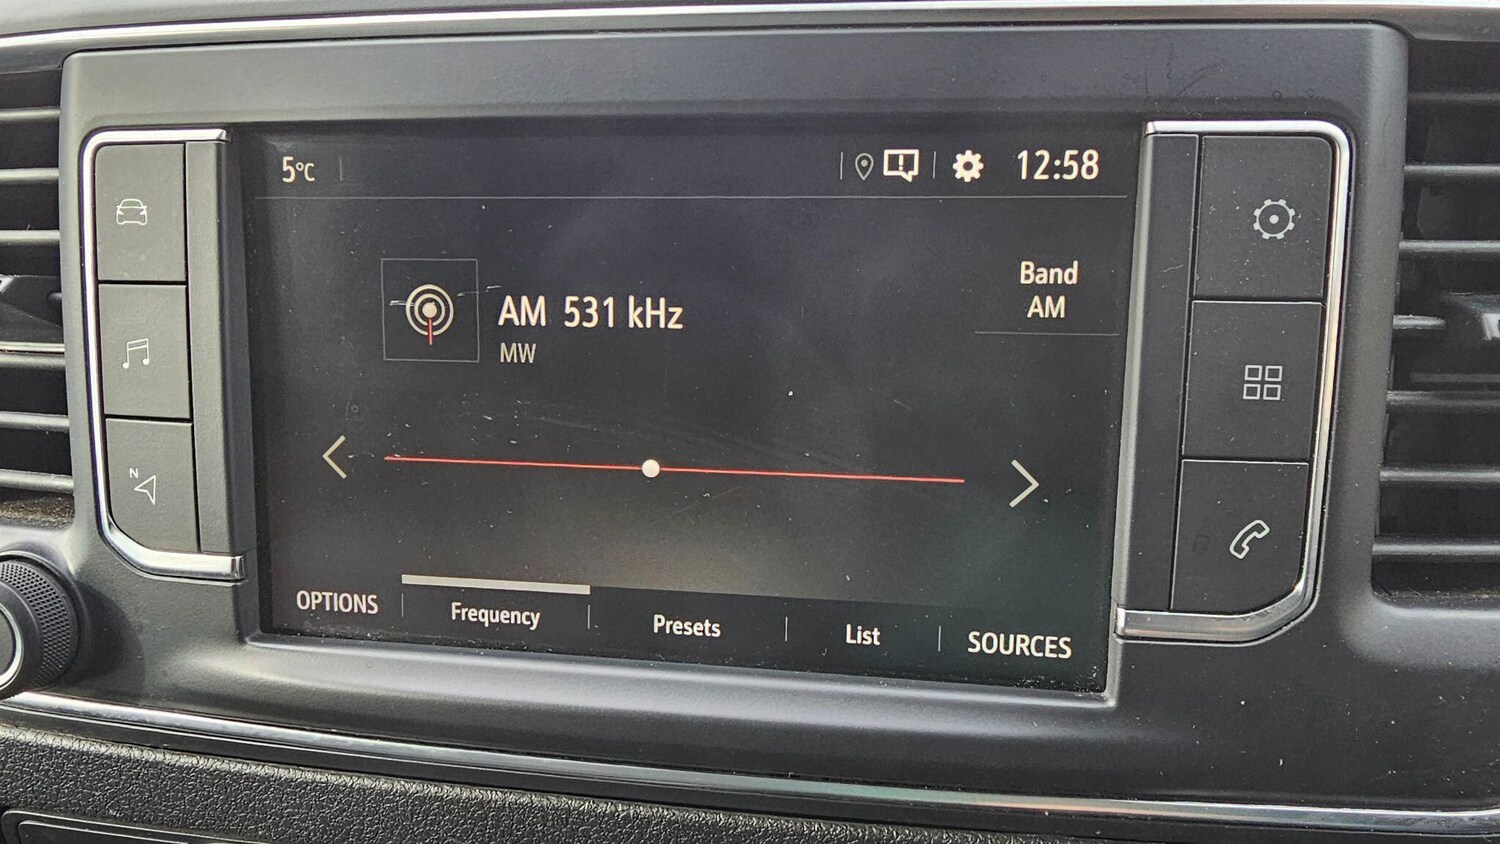 5°C
12:58
AM 531 kHz
MW
Band
AM
N
OPTIONS
Frequency
Presets
List
SOURCES